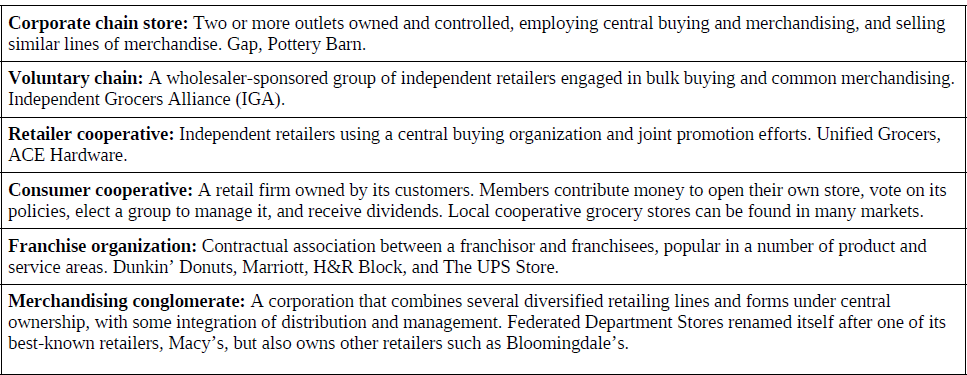 Corporate chain store: Two or more outlets owned and controlled, employing central buying and merchandising, and selling
similar lines of merchandise. Gap, Pottery Barn.
Voluntary chain: A wholesaler-sponsored group of independent retailers engaged in bulk buying and common merchandising.
Independent Grocers Alliance (IGA).
Retailer cooperative: Independent retailers using a central buying organization and joint promotion efforts. Unified Grocers,
ACE Hardware.
Consumer cooperative: A retail firm owned by its customers. Members contribute money to open their own store, vote on its
policies, elect a group to manage it, and receive dividends. Local cooperative grocery stores can be found in many markets.
Franchise organization: Contractual association between a franchisor and franchisees, popular in a number of product and
service areas. Dunkin’ Donuts, Marriott, H&R Block, and The UPS Store.
Merchandising conglomerate: A corporation that combines several diversified retailing lines and forms under central
ownership, with some integration of distribution and management. Federated Department Stores renamed itself after one of its
best-known retailers, Macy’s, but also owns other retailers such as Bloomingdale’s.